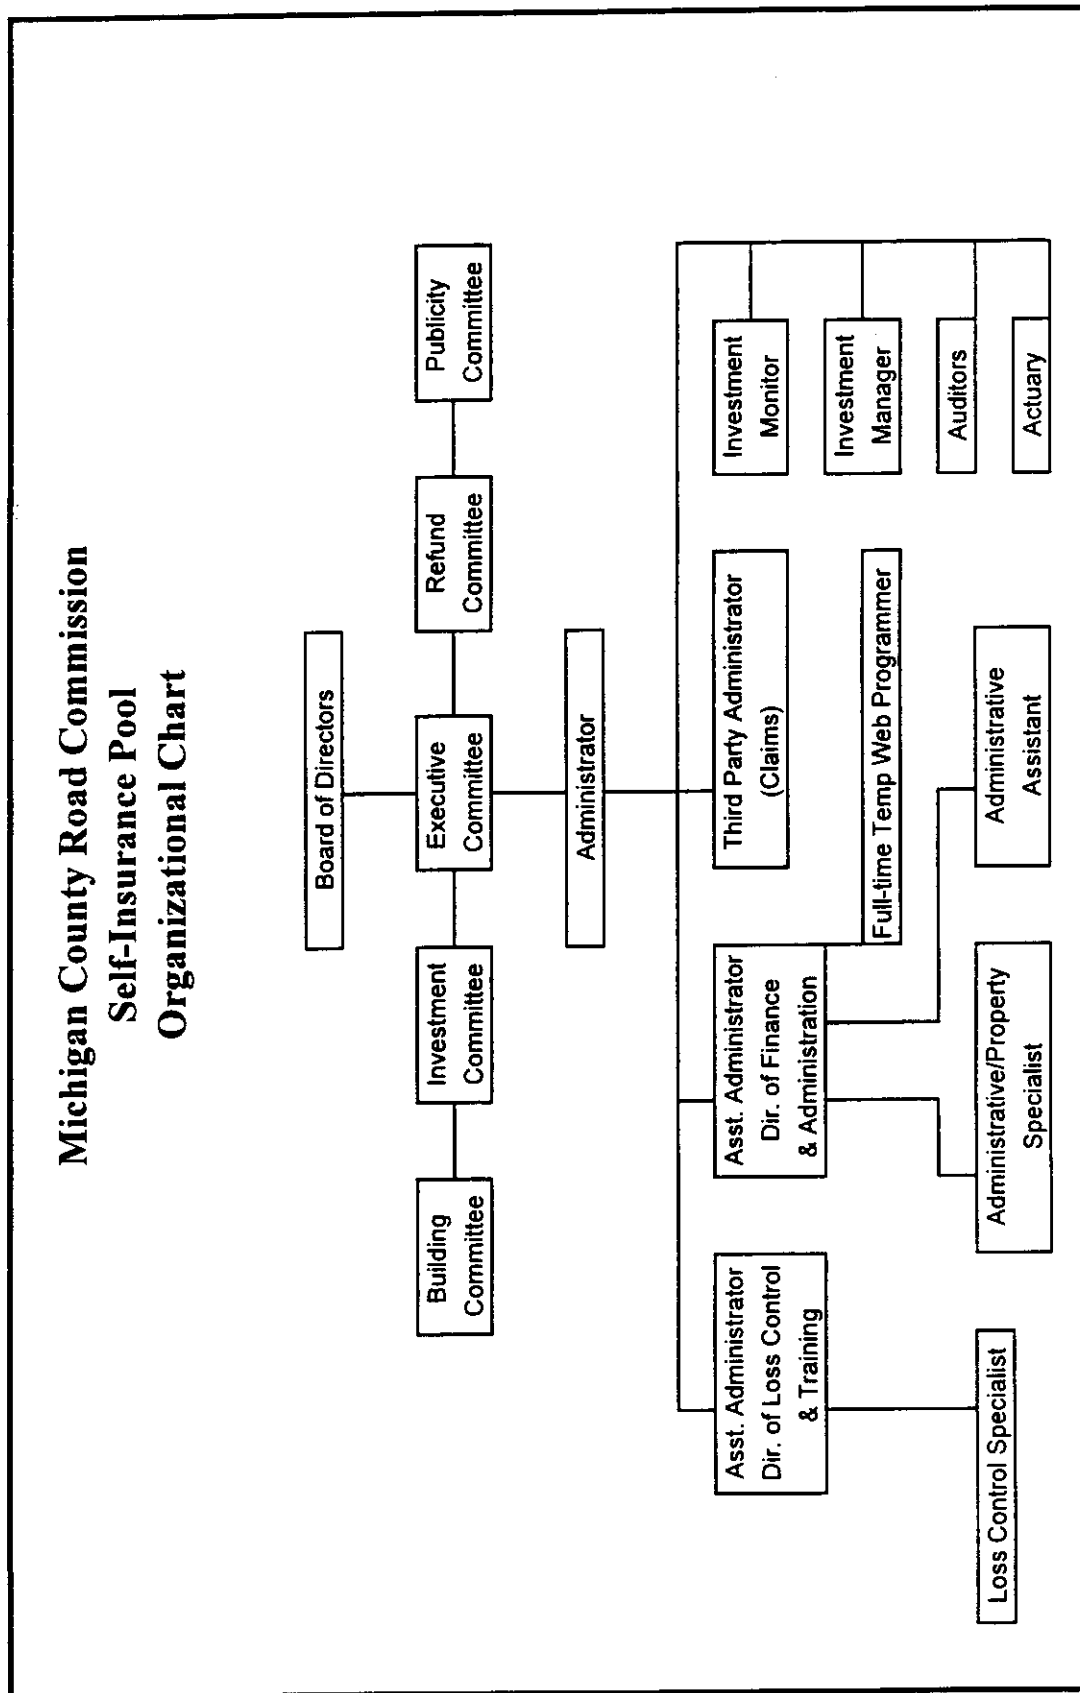 Michigan County Road Commission
Self-Insurance Pool
Organizational Chart
Board of Directors
Building
Committee
Investment
Committee
Executive
Committee
Refund
Committee
Publicity
Committee
Administrator
Asst. Administrator
Dir. of Loss Control
& Training
Asst. Administrator
Dir. of Finance
& Administration
Third Party Administrator
(Claims)
Investment
Monitor
Full-time Temp Web Programmer
Investment
Manager
Loss Control Specialist
Administrative/Property
Specialist
Administrative
Assistant
Auditors
Actuary